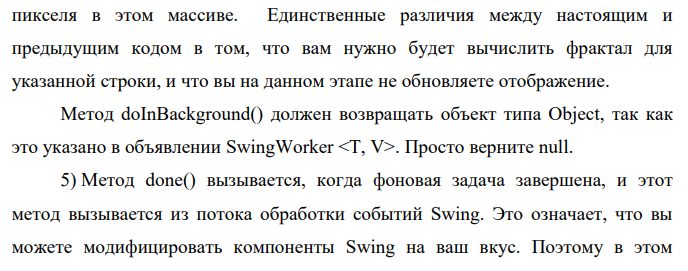 пикселя в этом массиве. Единственные различия между настоящим и
предыдущим кодом в том, что вам нужно будет вычислить фрактал для
указанной строки, и что вы на данном этапе не обновляете отображение.
Метод doInBackground() должен возвращать объект типа Object, так как
это указано в объявлении SwingWorker <T, V>. Просто верните null.
5) Метод done() вызывается, когда фоновая задача завершена, и этот
метод вызывается из потока обработки событий Swing. Это означает, что вы
можете модифицировать компоненты Swing на ваш вкус. Поэтому в этом